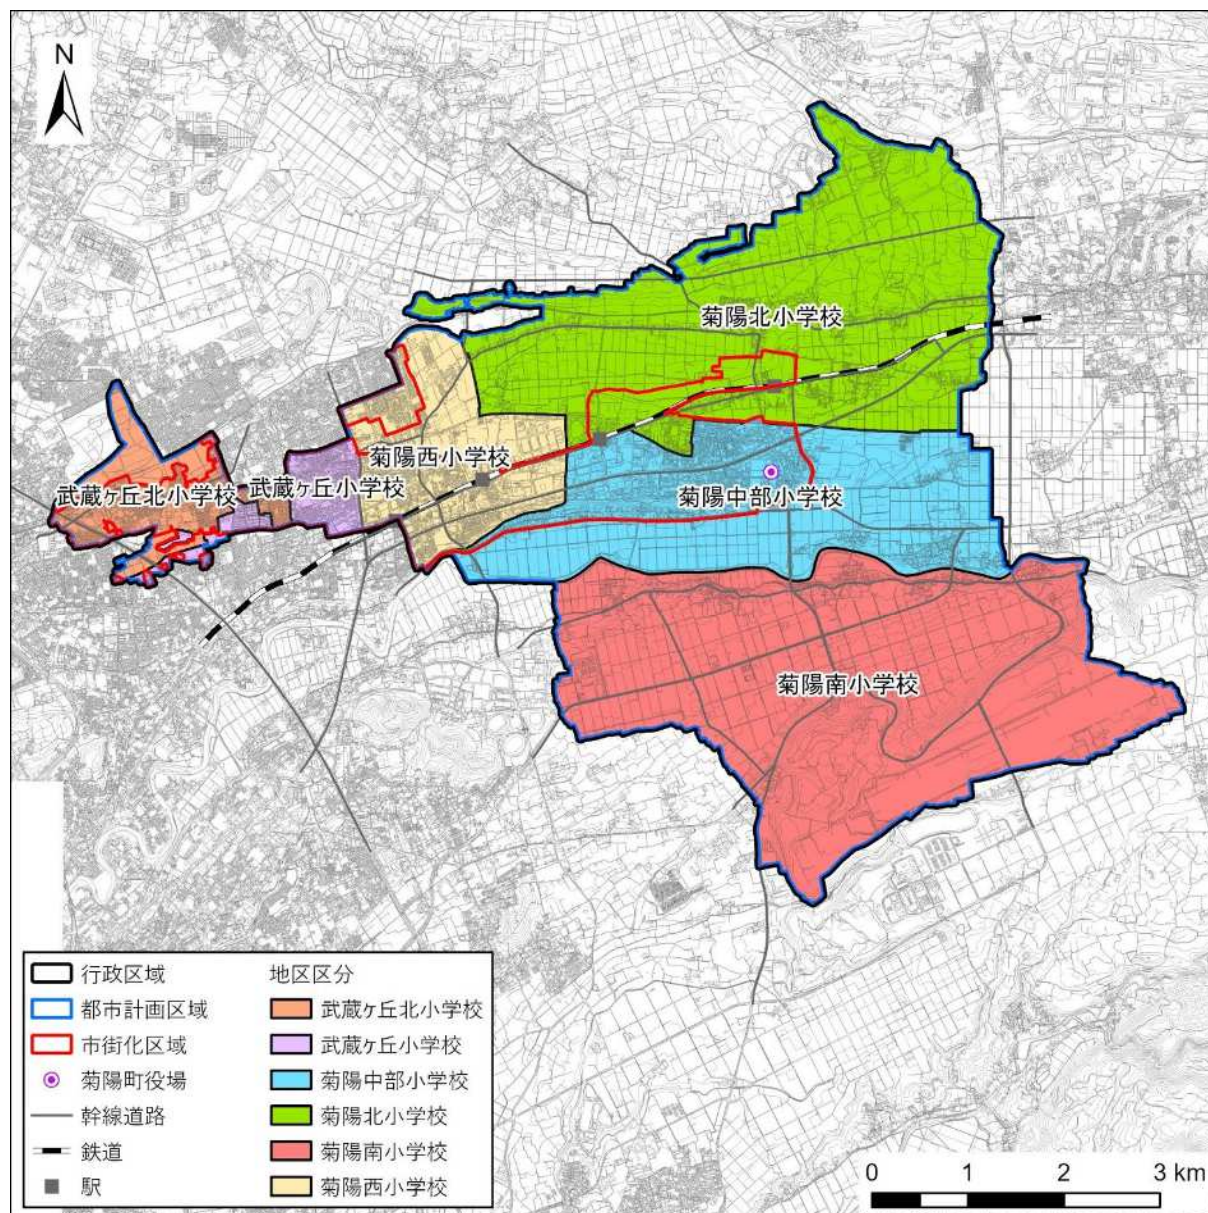 N
菊陽北小学校
菊陽西小学校
武蔵ヶ丘北小学校
武蔵ヶ丘小学校
菊陽中部小学校
菊陽南小学校
行政区域
都市計画区域
市街化区域
菊陽町役場
幹線道路
鉄道
駅
地区区分
武蔵ヶ丘北小学校
武蔵ヶ丘小学校
菊陽中部小学校
菊陽北小学校
菊陽南小学校
菊陽西小学校
0 1 2 3 km